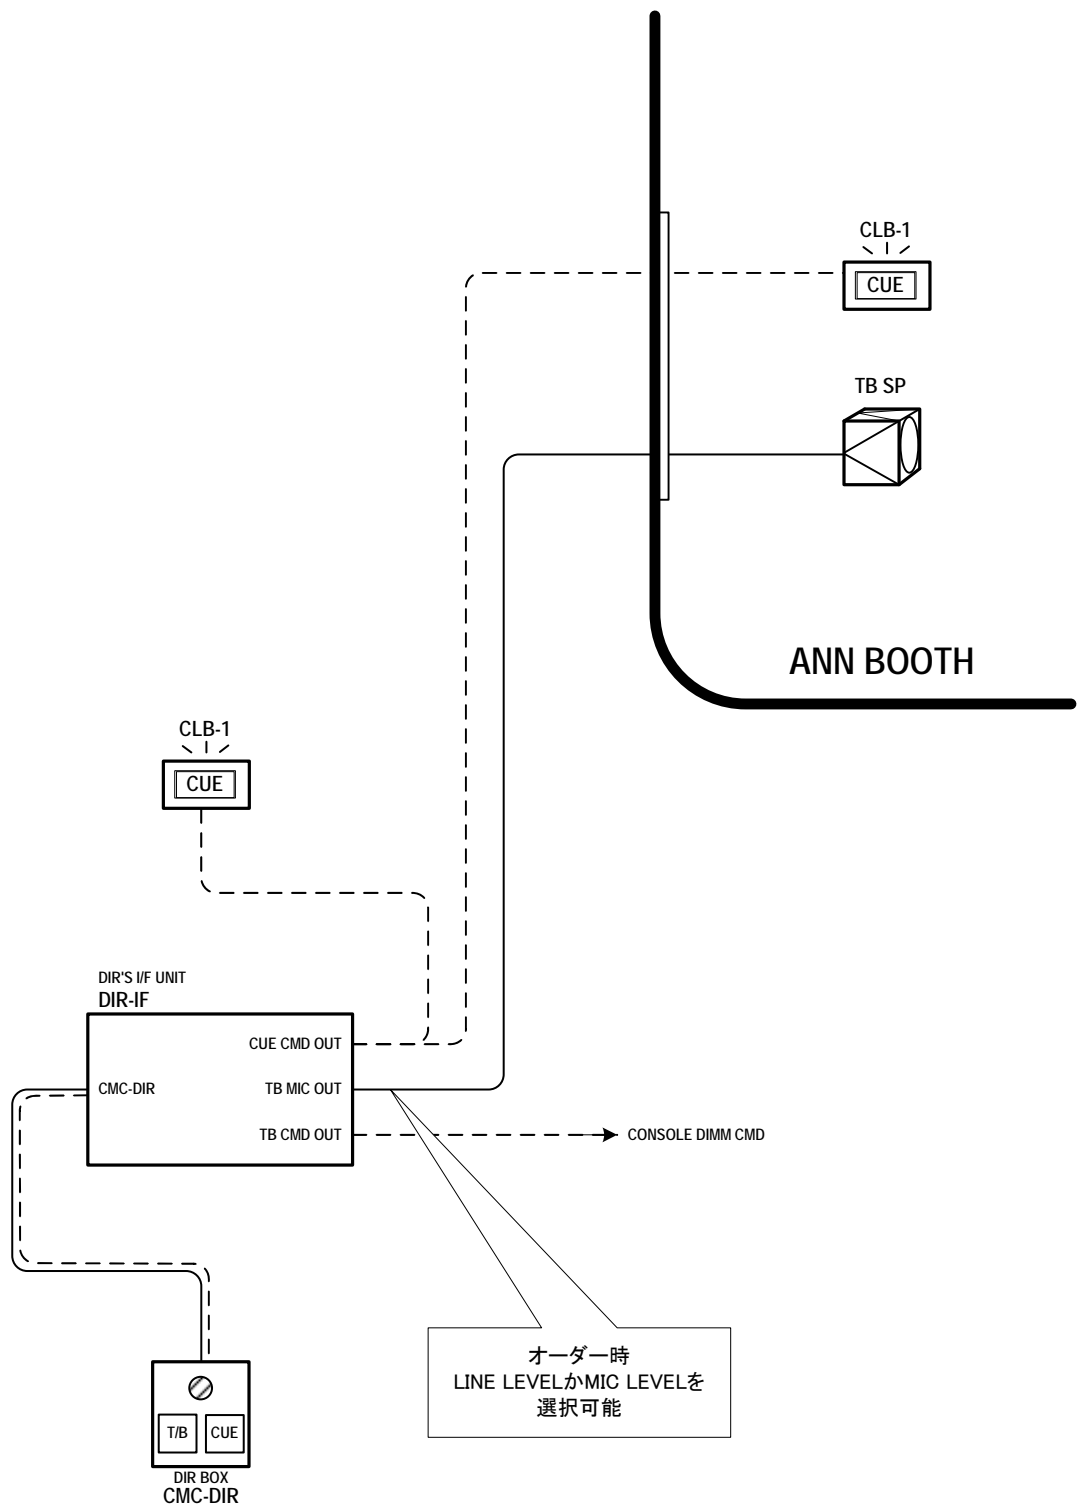 CLB-1
CUE
TB SP
ANN BOOTH
CLB-1
CUE
DIR'S I/F UNIT
DIR-IF
CUE CMD OUT
CMC-DIR
TB MIC OUT
TB CMD OUT
CONSOLE DIMM CMD
オーダー時
LINE LEVELかMIC LEVELを
選択可能
T/B
CUE
DIR BOX
CMC-DIR